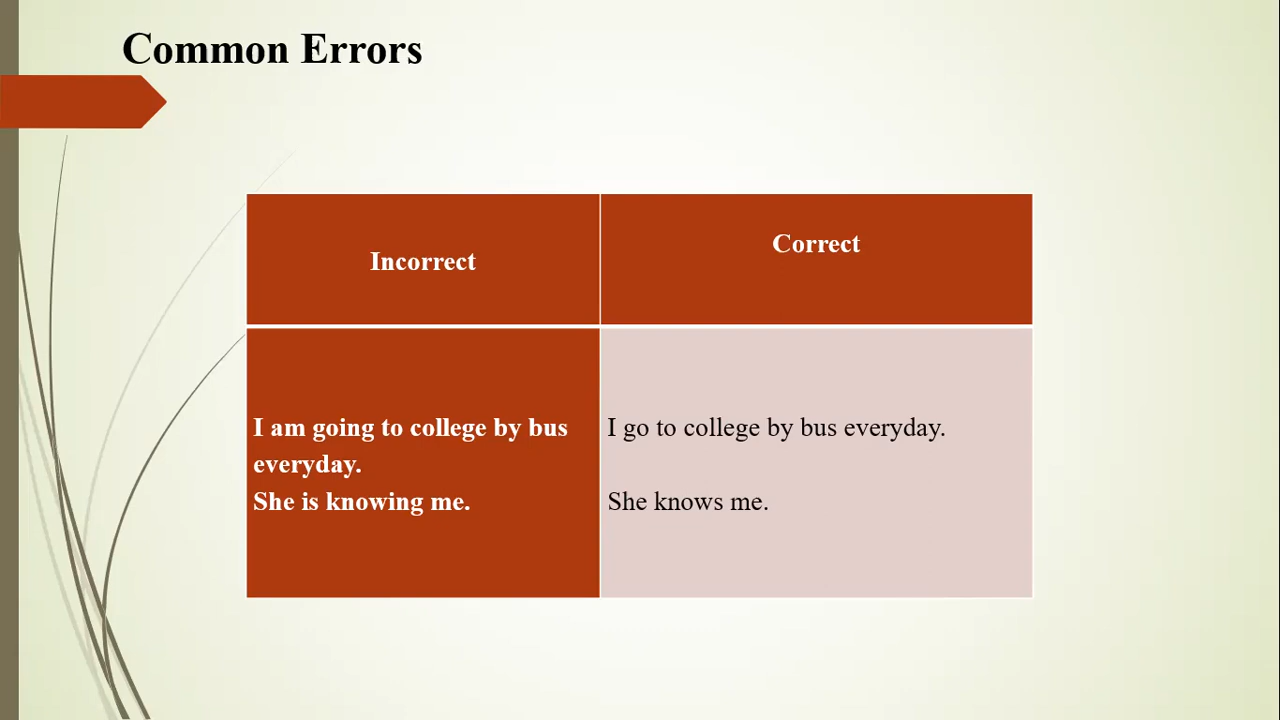 Common Errors
Incorrect
Correct
I am going to college by bus
everyday.
She is knowing me.
I go to college by bus everyday.
She knows me.